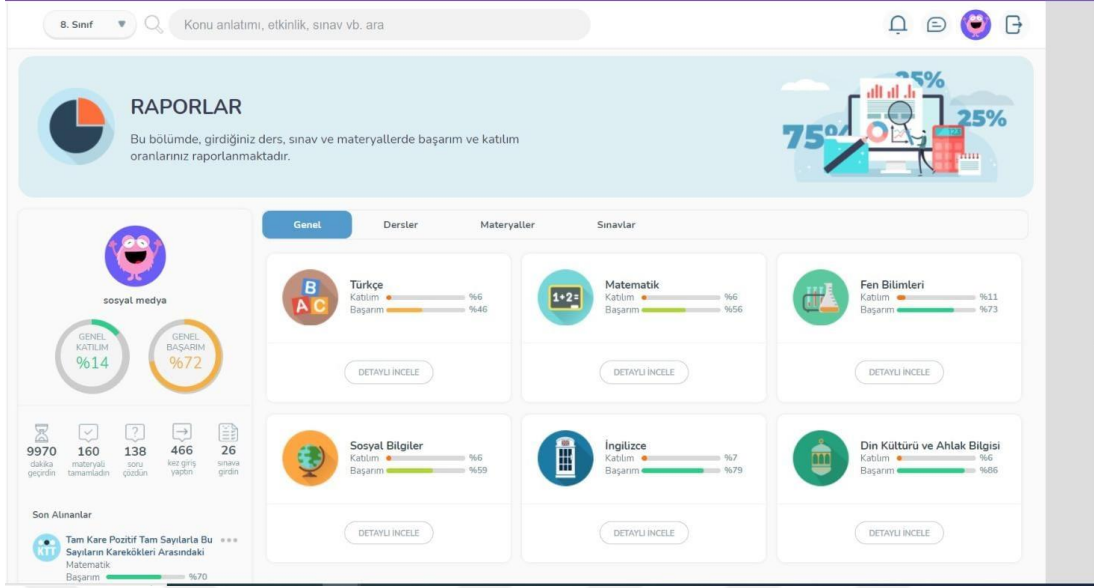 8. Sınıf
Konu anlatımı, etkinlik, sınav vb. ara
RAPORLAR
Bu bölümde, girdiğiniz ders, sınav ve materyallerde başarım ve katılım
oranlarınız raporlanmaktadır.
75%
25%
25%
sosyal medya
GENEL
KATILIM
%14
GENEL
BAŞARIM
%72
9970
dakika
geçirdin
160
materyali
tamamladın
138
soru
çözdün
466
kez giriş
yaptın
26
sınava
girdin
Son Alınanlar
KTT
Tam Kare Pozitif Tam Sayılarla Bu
Sayıların Karekökleri Arasındaki
Matematik
Başarım %70
Genel Dersler Materyaller Sınavlar
B
A C
Türkçe
Katılım %6
Başarım %46
DETAYLI İNCELE
1+2=
Matematik
Katılım %6
Başarım %56
DETAYLI İNCELE
Fen Bilimleri
Katılım %11
Başarım %73
DETAYLI İNCELE
Sosyal Bilgiler
Katılım %6
Başarım %59
DETAYLI İNCELE
İngilizce
Katılım %7
Başarım %79
DETAYLI İNCELE
Din Kültürü ve Ahlak Bilgisi
Katılım %6
Başarım %86
DETAYLI İNCELE